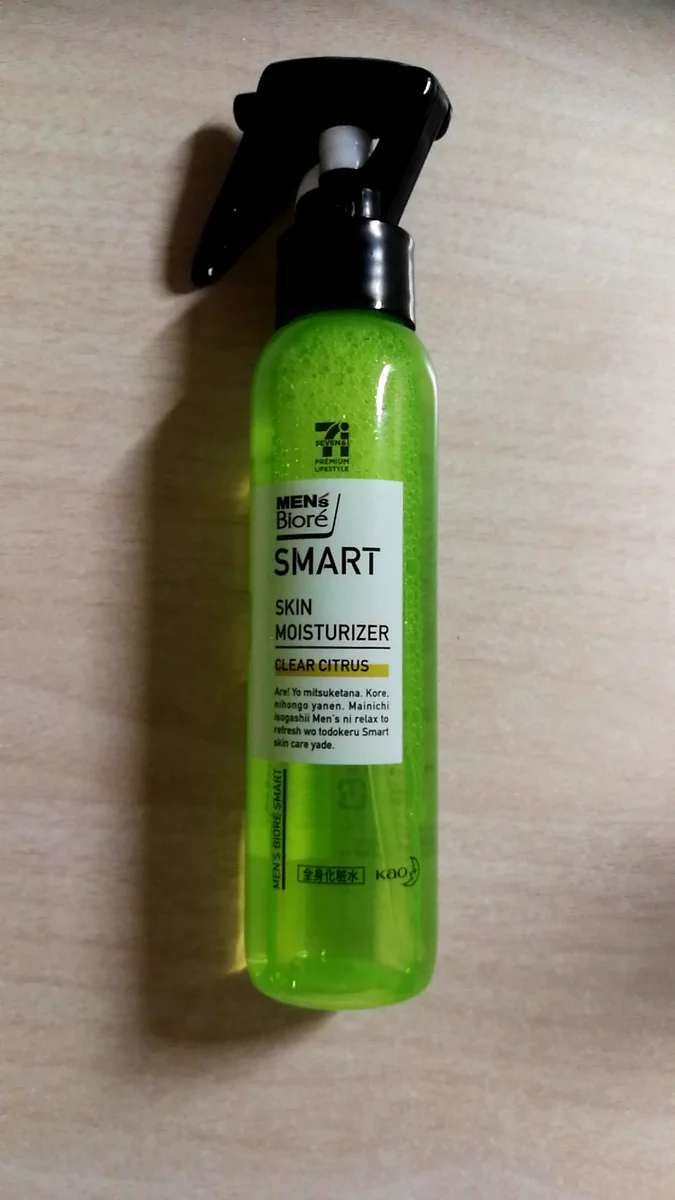 SEVEN&i
PREMIUM
LIFESTYLE
MEN's
Bioré
SMART
SKIN
MOISTURIZER
CLEAR CITRUS
Are! Yo mitsuketana. Kore,
nihongo yanen. Mainichi
isogashii Men's ni relax to
refresh wo todokeru Smart
skin care yade.
MEN'S BIORE SMART
全身化粧水
Kao